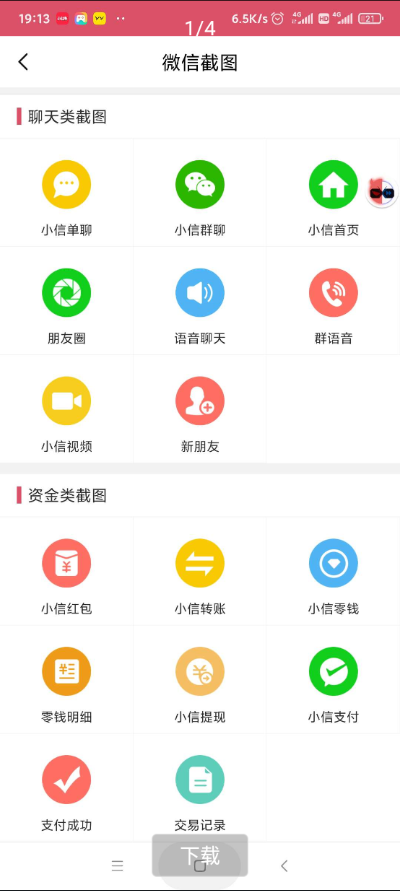 19:13
6.5K/s
4G
HD
4G
21
1/4
微信截图
聊天类截图
小信单聊
小信群聊
小信首页
朋友圈
语音聊天
群语音
小信视频
新朋友
资金类截图
小信红包
小信转账
小信零钱
零钱明细
小信提现
小信支付
支付成功
交易记录
下载